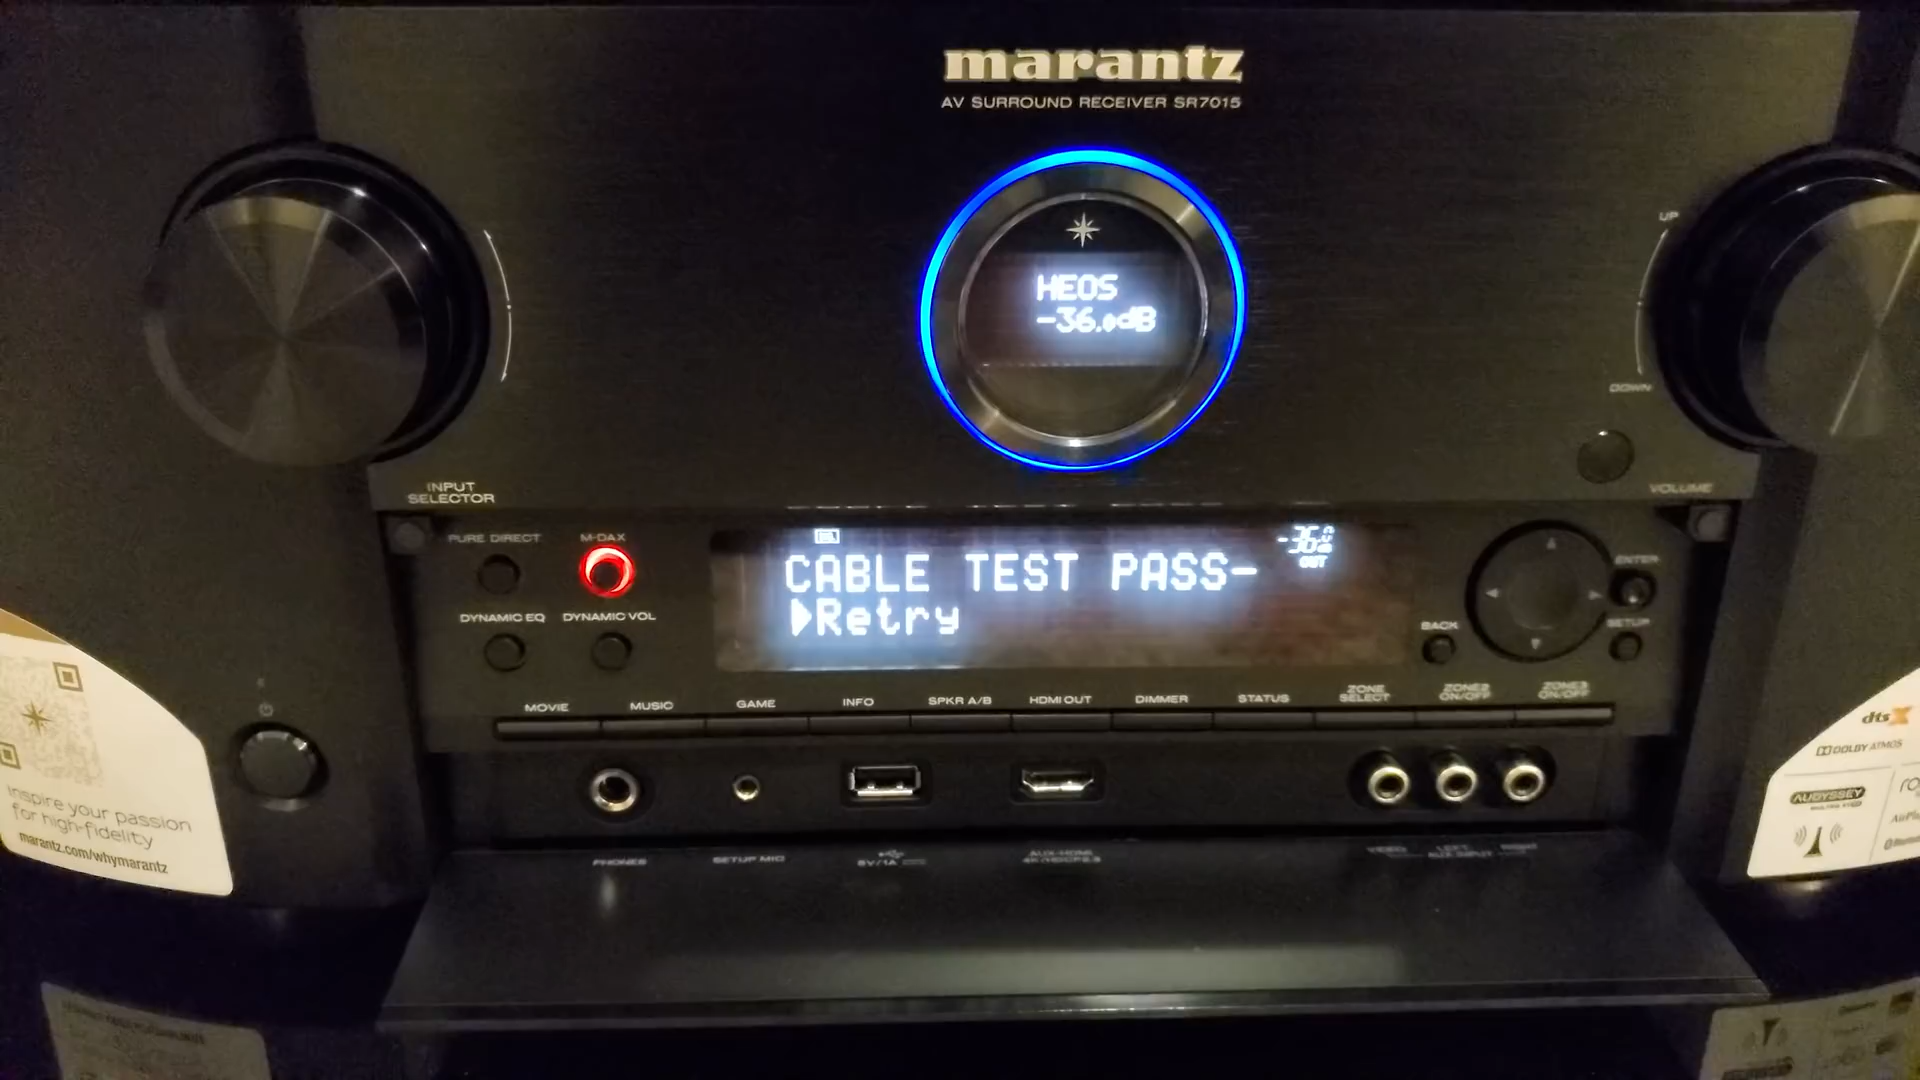 marantz
AV SURROUND RECEIVER SR7015
HEOS
-36.0dB
UP
DOWN
INPUT
SELECTOR
VOLUME
PURE DIRECT
M-DAX
DYNAMIC EQ
DYNAMIC VOL
CABLE TEST PASS-
-36.0
dB
OUT
Retry
ENTER
BACK
SETUP
MOVIE
MUSIC
GAME
INFO
SPKR A/B
HDMI OUT
DIMMER
STATUS
ZONE
SELECT
ZONE2
ON/OFF
ZONE3
ON/OFF
PHONES
SETUP MIC
5V/1A
AUX-HDMI
VIDEO
LEFT
RIGHT
AUX INPUT
Inspire your passion
for high-fidelity
marantz.com/whymarantz
dts X
DOLBY ATMOS
AUDYSSEY